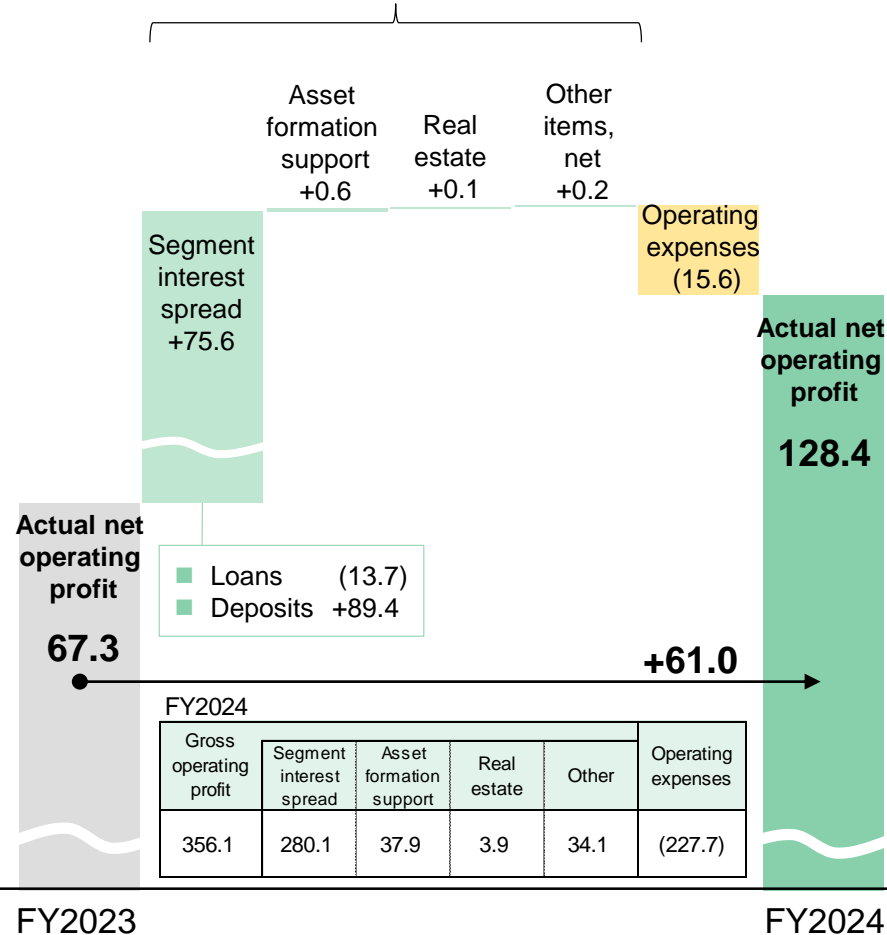 Asset
formation
support
+0.6
Real
estate
+0.1
Other
items,
net
+0.2
Operating
expenses
(15.6)
Segment
interest
spread
+75.6
Actual net
operating
profit
128.4
Actual net
operating
profit
67.3
Loans (13.7)
Deposits +89.4
+61.0
FY2024
Gross
operating
profit
Segment
interest
spread
Asset
formation
support
Real
estate
Other
Operating
expenses
356.1 280.1 37.9 3.9 34.1 (227.7)
FY2023 FY2024